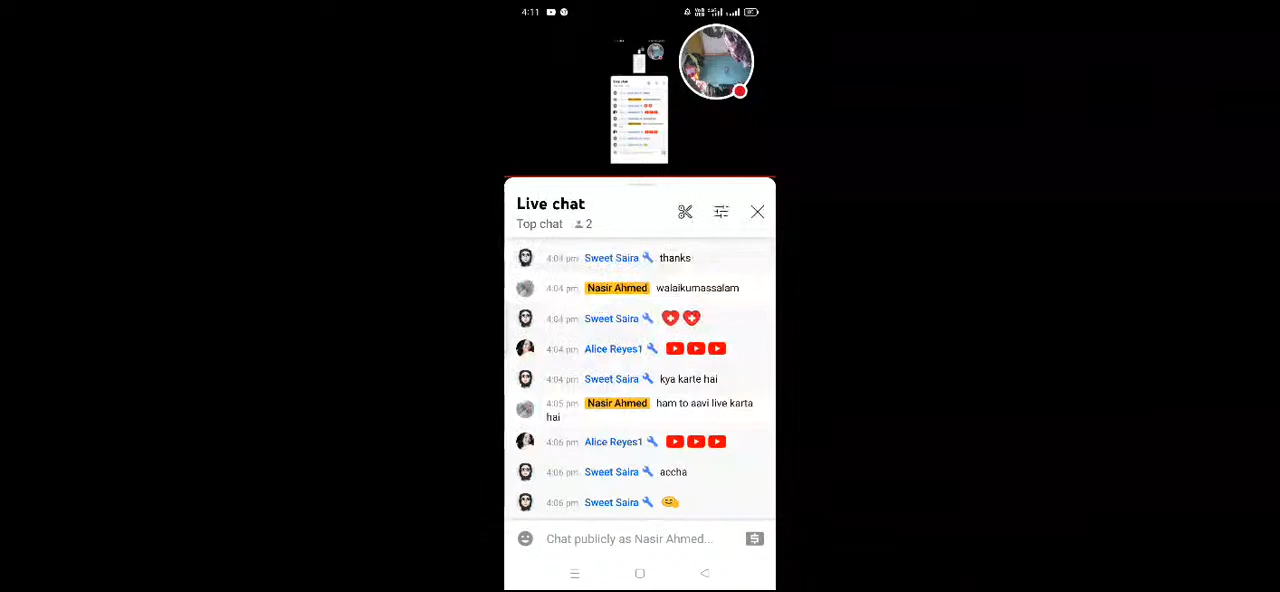 4:11
Live chat
Top chat 2
4:04 pm Sweet Saira thanks
4:04 pm Nasir Ahmed walaikumassalam
4:04 pm Sweet Saira
4:04 pm Alice Reyes1
4:04 pm Sweet Saira kya karte hai
4:05 pm Nasir Ahmed ham to aavi live karta
hai
4:06 pm Alice Reyes1
4:06 pm Sweet Saira accha
4:06 pm Sweet Saira
Chat publicly as Nasir Ahmed...